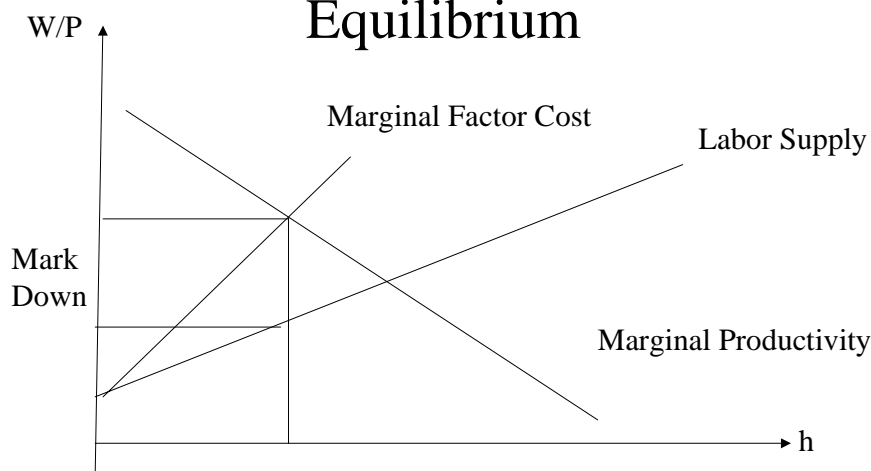 Equilibrium
W/P
Marginal Factor Cost
Labor Supply
Mark
Down
Marginal Productivity
h